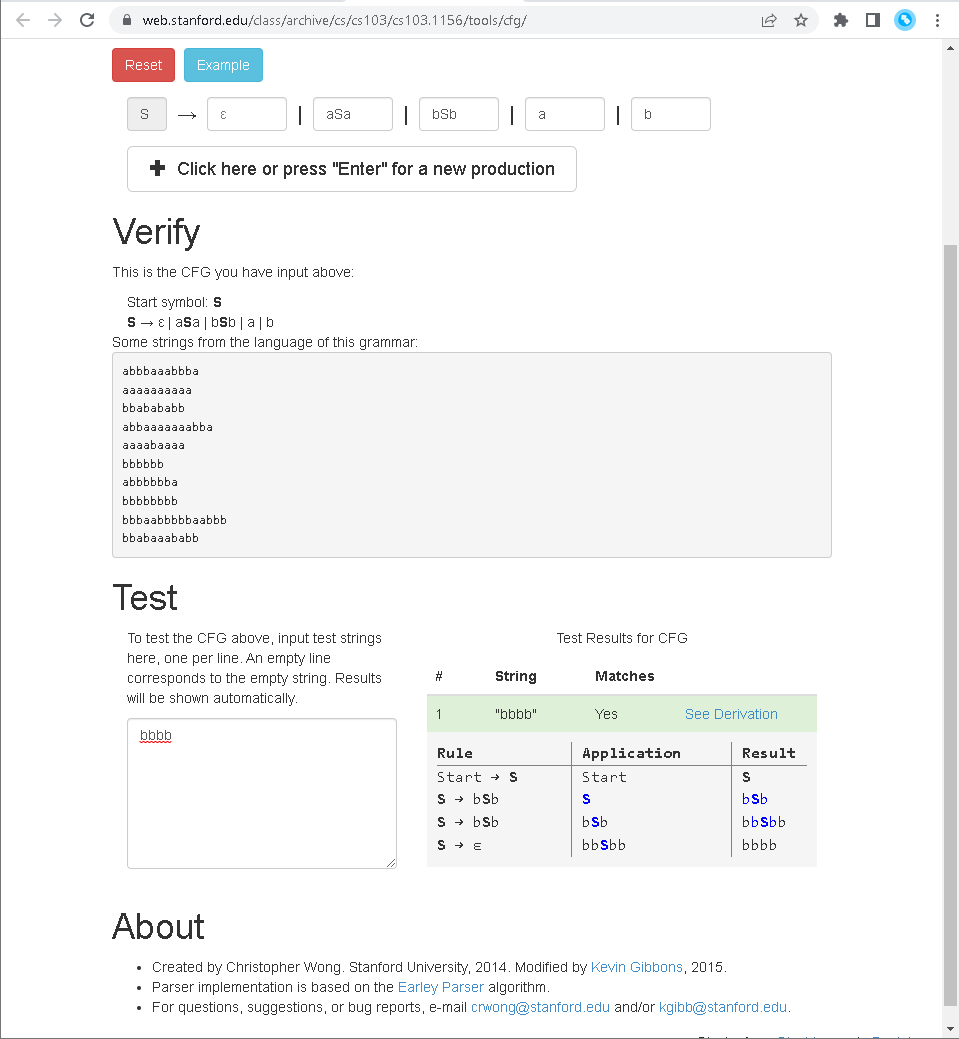 web.stanford.edu/class/archive/cs/cs103/cs103.1156/tools/cfg/
Reset Example
S → ε | aSa | bSb | a | b
+ Click here or press "Enter" for a new production
Verify
This is the CFG you have input above:
Start symbol: S
S → ε | aSa | bSb | a | b
Some strings from the language of this grammar:
abbbaaabbba
aaaaaaaaaa
bbabababb
abbaaaaaaabba
aaaabaaaa
bbbbbb
abbbbbba
bbbbbbbb
bbbaabbbbbaabbb
bbabaaababb
Test
To test the CFG above, input test strings
here, one per line. An empty line
corresponds to the empty string. Results
will be shown automatically.
bbbb
Test Results for CFG
# String Matches
1 "bbbb" Yes See Derivation
Rule Application Result
Start → S Start S
S → bSb S bSb
S → bSb bSb bbSbb
S → ε bbSbb bbbb
About
• Created by Christopher Wong. Stanford University, 2014. Modified by Kevin Gibbons, 2015.
• Parser implementation is based on the Earley Parser algorithm.
• For questions, suggestions, or bug reports, e-mail crwong@stanford.edu and/or kgibb@stanford.edu.